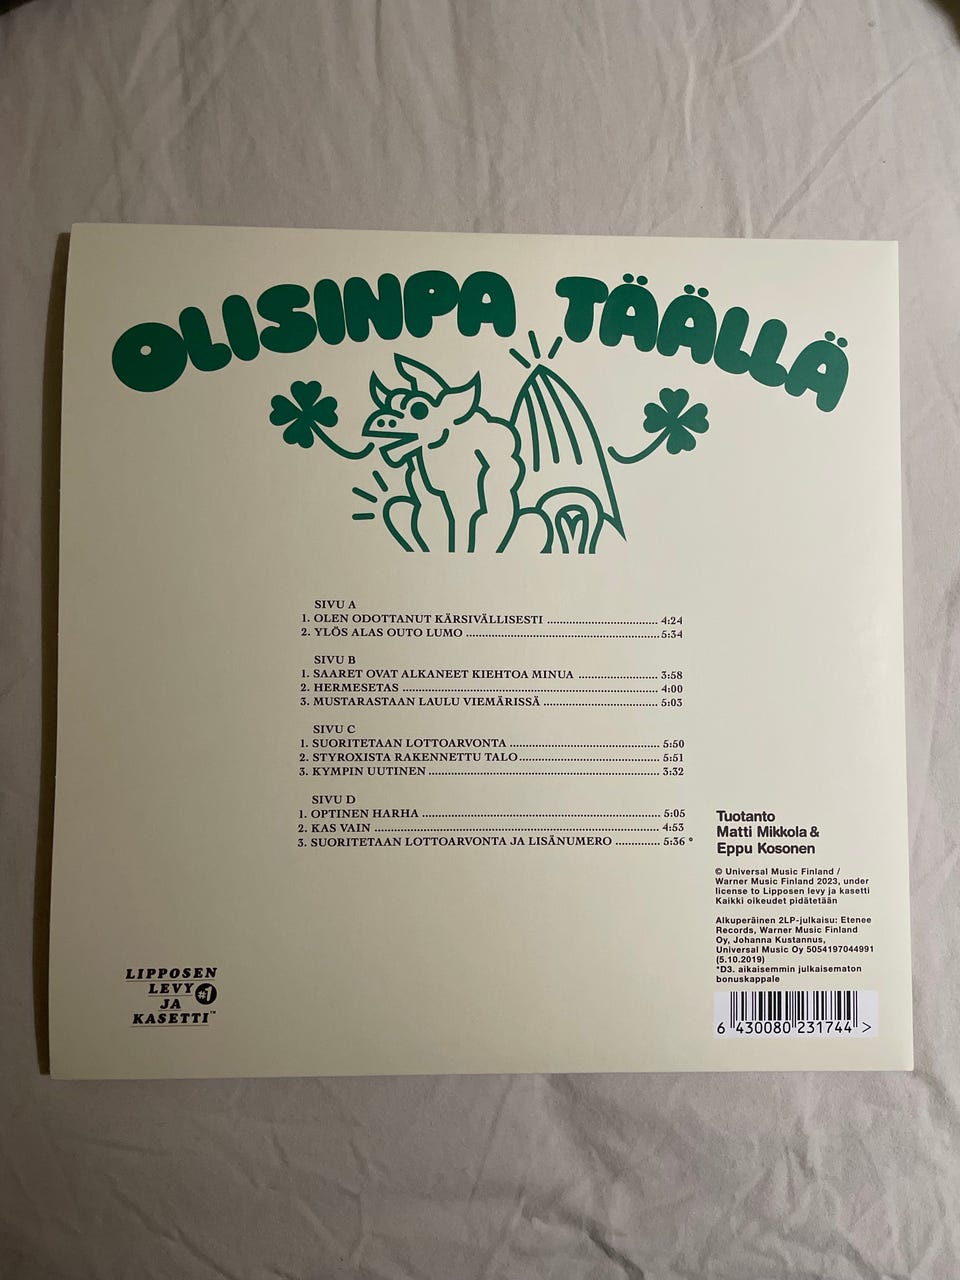 OLISINPA TÄÄLLÄ
SIVU A
1. OLEN ODOTTANUT KÄRSIVÄLLISESTI ................................ 4:24
2. YLÖS ALAS OUTO LUMO ........................................................ 5:34
SIVU B
1. SAARET OVAT ALKANEET KIEHTOA MINUA ....................... 3:58
2. HERMESETAS .......................................................................... 4:00
3. MUSTARASTAAN LAULU VIEMÄRISSÄ ................................. 5:03
SIVU C
1. SUORITETAAN LOTTOARVONTA ........................................... 5:50
2. STYROXISTA RAKENNETTU TALO ........................................ 5:51
3. KYMPIN UUTINEN .................................................................. 3:32
SIVU D
1. OPTINEN HARHA .................................................................... 5:05
2. KAS VAIN ................................................................................. 4:53
3. SUORITETAAN LOTTOARVONTA JA LISÄNUMERO ............. 5:36 *
Tuotanto
Matti Mikkola &
Eppu Kosonen
© Universal Music Finland /
Warner Music Finland 2023, under
license to Lipposen levy ja kasetti
Kaikki oikeudet pidätetään
Alkuperäinen 2LP-julkaisu: Etenee
Records, Warner Music Finland
Oy, Johanna Kustannus,
Universal Music Oy 5054197044991
(5.10.2019)
*D3. aikaisemmin julkaisematon
bonuskappale
LIPPOSEN
LEVY #1
JA
KASETTI™
6 430080 231744 >